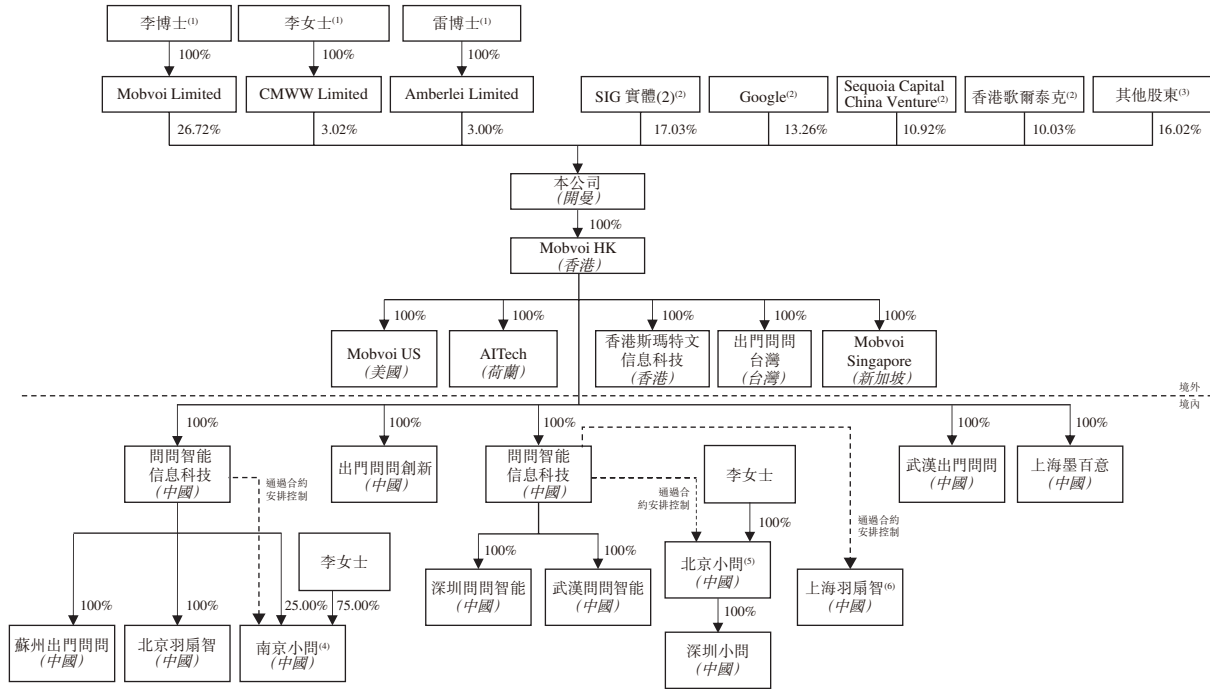 李博士(1)
李女士(1)
雷博士(1)
100%
100%
100%
Mobvoi Limited
CMWW Limited
Amberlei Limited
SIG 實體(2)(2)
Google(2)
Sequoia Capital
China Venture(2)
香港歌爾泰克(2)
其他股東(3)
26.72%
3.02%
3.00%
17.03%
13.26%
10.92%
10.03%
16.02%
本公司
(開曼)
100%
Mobvoi HK
(香港)
100%
100%
100%
100%
100%
Mobvoi US
(美國)
AITech
(荷蘭)
香港斯瑪特文
信息科技
(香港)
出門問問
台灣
(台灣)
Mobvoi
Singapore
(新加坡)
境外
境內
100%
100%
100%
100%
100%
問問智能
信息科技
(中國)
出門問問創新
(中國)
問問智能
信息科技
(中國)
李女士
武漢出門問問
(中國)
上海墨百意
(中國)
通過合約
安排控制
通過合
約安排控制
通過合約
安排控制
100%
李女士
100%
100%
深圳問問智能
(中國)
武漢問問智能
(中國)
北京小問(5)
(中國)
上海羽扇智(6)
(中國)
100%
100%
25.00%
75.00%
100%
蘇州出門問問
(中國)
北京羽扇智
(中國)
南京小問(4)
(中國)
深圳小問
(中國)